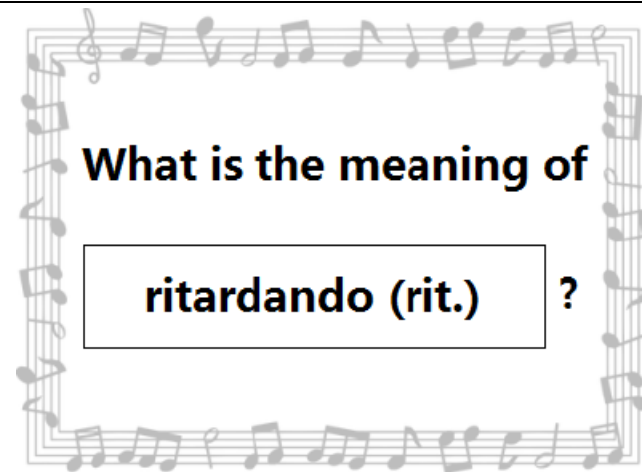 What is the meaning of
ritardando (rit.) ?